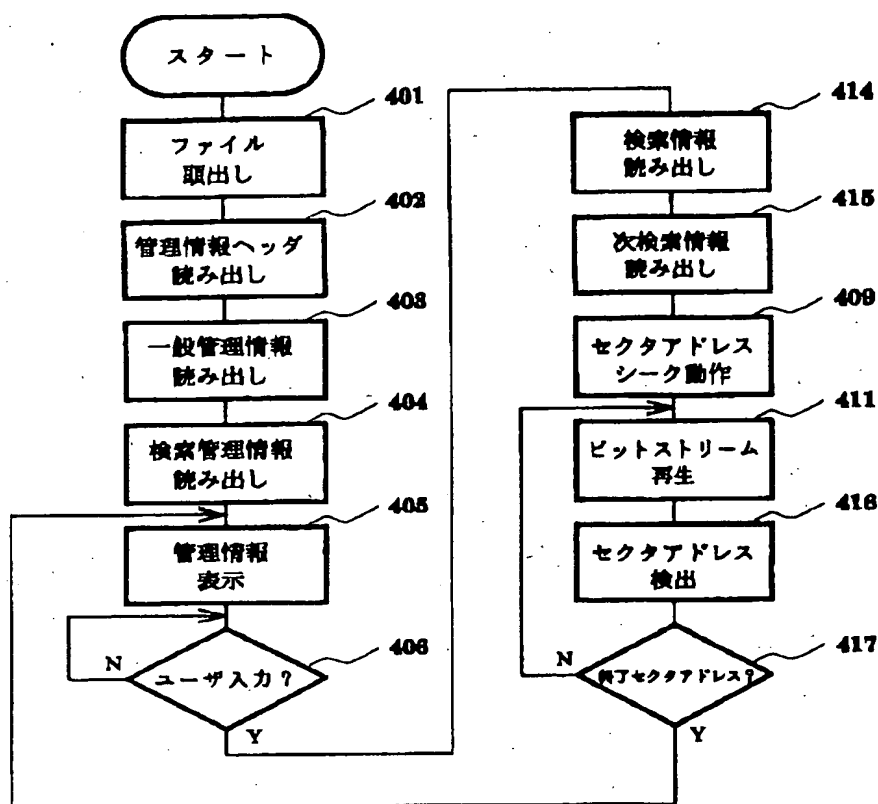 スタート
401
ファイル
取出し
402
管理情報ヘッダ
読み出し
403
一般管理情報
読み出し
404
検索管理情報
読み出し
405
管理情報
表示
406
ユーザ入力?
N
Y
414
検索情報
読み出し
415
次検索情報
読み出し
409
セクタアドレス
シーク動作
411
ビットストリーム
再生
416
セクタアドレス
検出
417
終了セクタアドレス?
N
Y